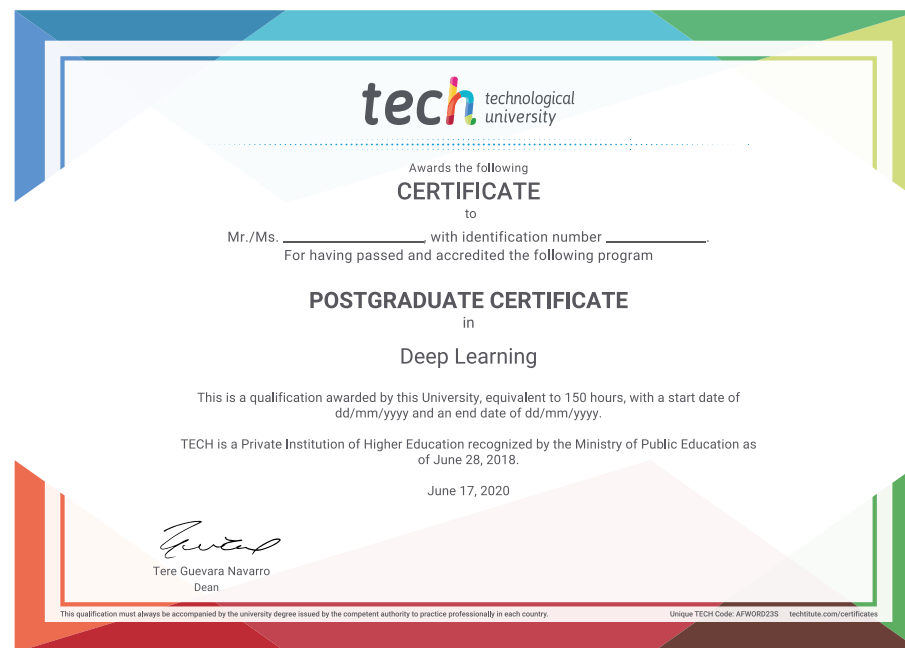 tech technological
university
Awards the following
CERTIFICATE
to
Mr./Ms. ____________________, with identification number ______________.
For having passed and accredited the following program
POSTGRADUATE CERTIFICATE
in
Deep Learning
This is a qualification awarded by this University, equivalent to 150 hours, with a start date of
dd/mm/yyyy and an end date of dd/mm/yyyy.
TECH is a Private Institution of Higher Education recognized by the Ministry of Public Education as
of June 28, 2018.
June 17, 2020
Tere Guevara Navarro
Dean
This qualification must always be accompanied by the university degree issued by the competent authority to practice professionally in each country. Unique TECH Code: AFWORD23S techtitute.com/certificates